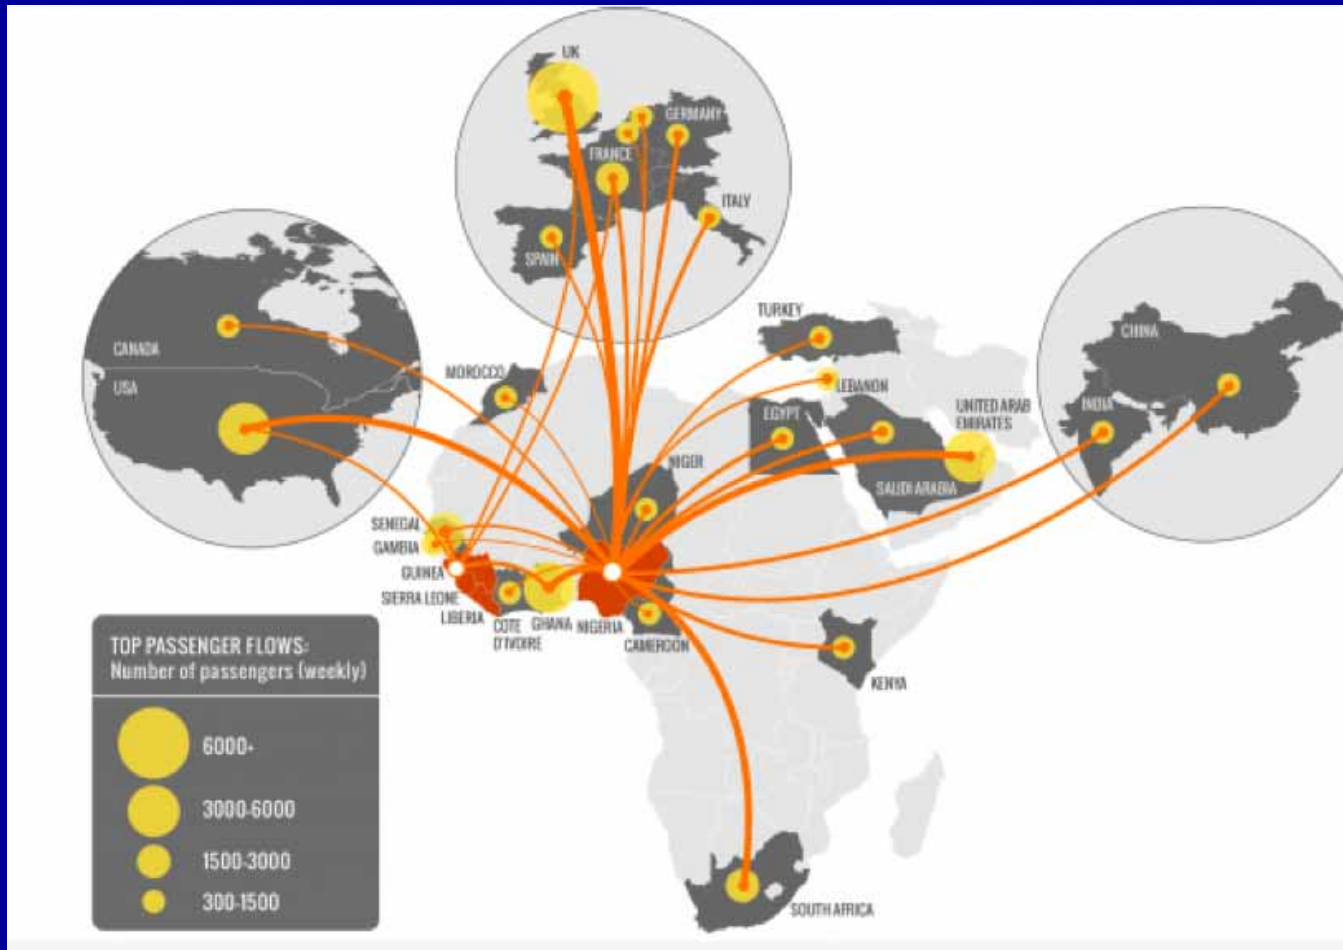 UK
GERMANY
FRANCE
ITALY
SPAIN
CANADA
USA
MOROCCO
TURKEY
LEBANON
EGYPT
UNITED ARAB
EMIRATES
SAUDI ARABIA
CHINA
INDIA
NIGER
SENEGAL
GAMBIA
GUINEA
SIERRA LEONE
LIBERIA
COTE
D'IVOIRE
GHANA
NIGERIA
CAMEROON
KENYA
SOUTH AFRICA
TOP PASSENGER FLOWS:
Number of passengers (weekly)
6000+
3000-6000
1500-3000
300-1500